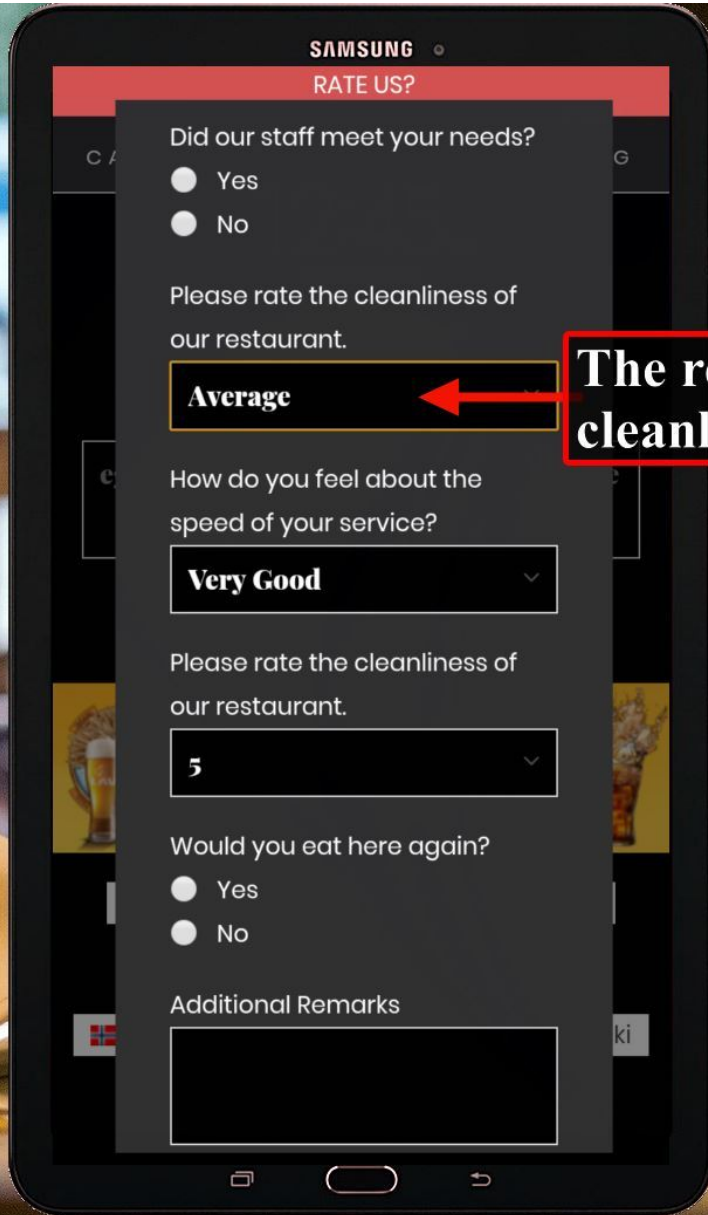 SAMSUNG
RATE US?
Did our staff meet your needs?
Yes
No
Please rate the cleanliness of
our restaurant.
Average
The
How do you feel about the
speed of your service?
Very Good
Please rate the cleanliness of
our restaurant.
5
Would you eat here again?
Yes
No
Additional Remarks